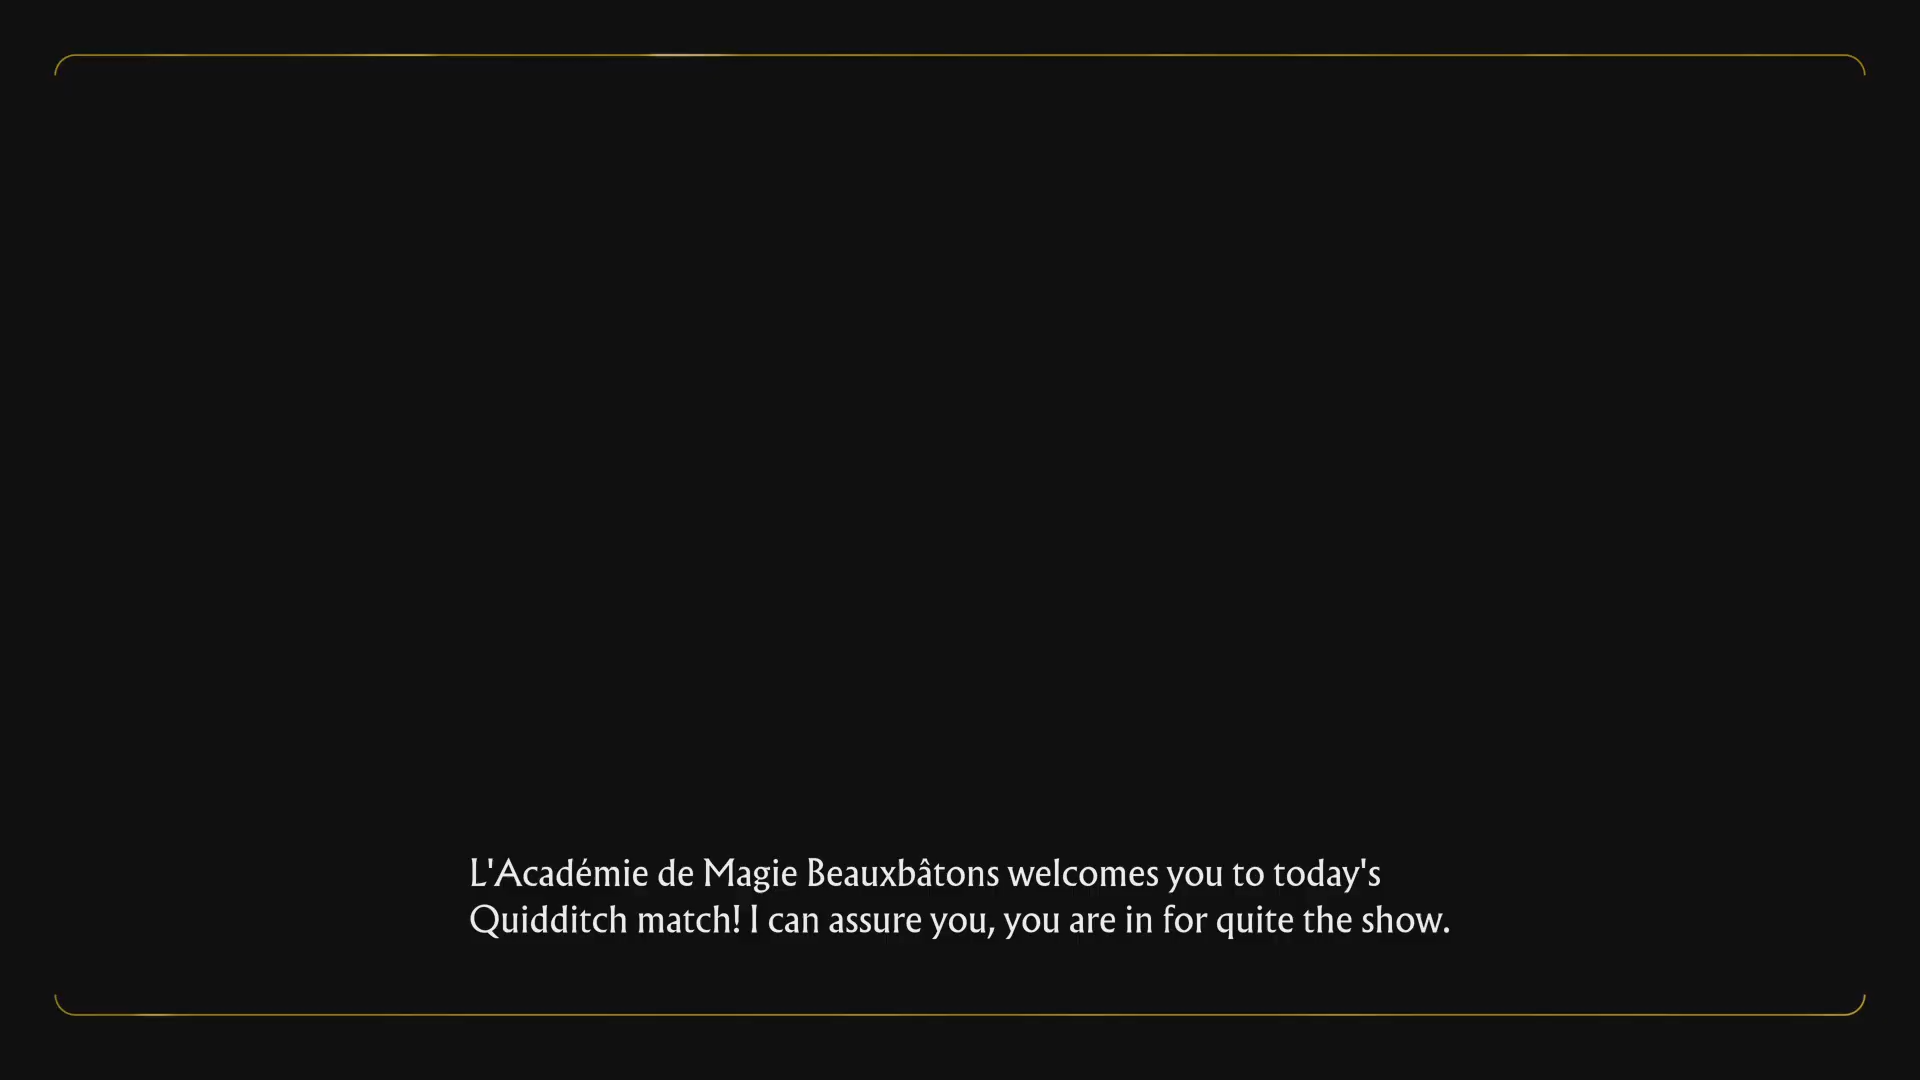 L'Académie de Magie Beauxbâtons welcomes you to today's
Quidditch match! I can assure you, you are in for quite the show.